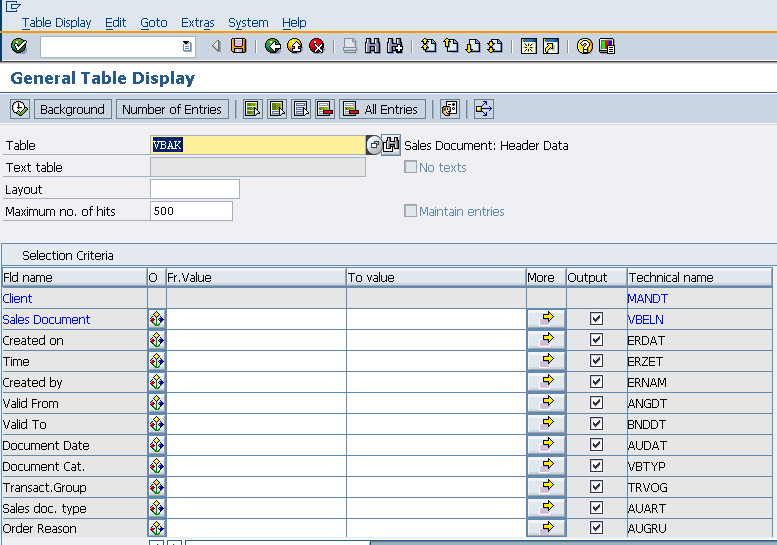 Table Display Edit Goto Extras System Help
General Table Display
Background Number of Entries All Entries
Table VBAK Sales Document: Header Data
Text table No texts
Layout
Maximum no. of hits 500 Maintain entries
Selection Criteria
Fld name O Fr.Value To value More Output Technical name
Client MANDT
Sales Document VBELN
Created on ERDAT
Time ERZET
Created by ERNAM
Valid From ANGDT
Valid To BNDDT
Document Date AUDAT
Document Cat. VBTYP
Transact.Group TRVOG
Sales doc. type AUART
Order Reason AUGRU